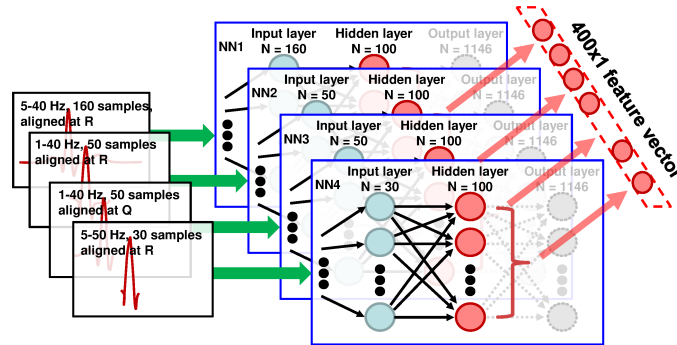 5-40 Hz, 160 samples,
aligned at R
1-40 Hz, 50 samples
aligned at R
1-40 Hz, 50 samples
aligned at Q
5-50 Hz, 30 samples
aligned at R
NN1
Input layer
N = 160
Hidden layer
N = 100
Output layer
N = 1146
NN2
Input layer
N = 50
Hidden layer
N = 100
Output layer
N = 1146
NN3
Input layer
N = 50
Hidden layer
N = 100
Output layer
N = 1146
NN4
Input layer
N = 30
Hidden layer
N = 100
Output layer
N = 1146
400x1 feature vector